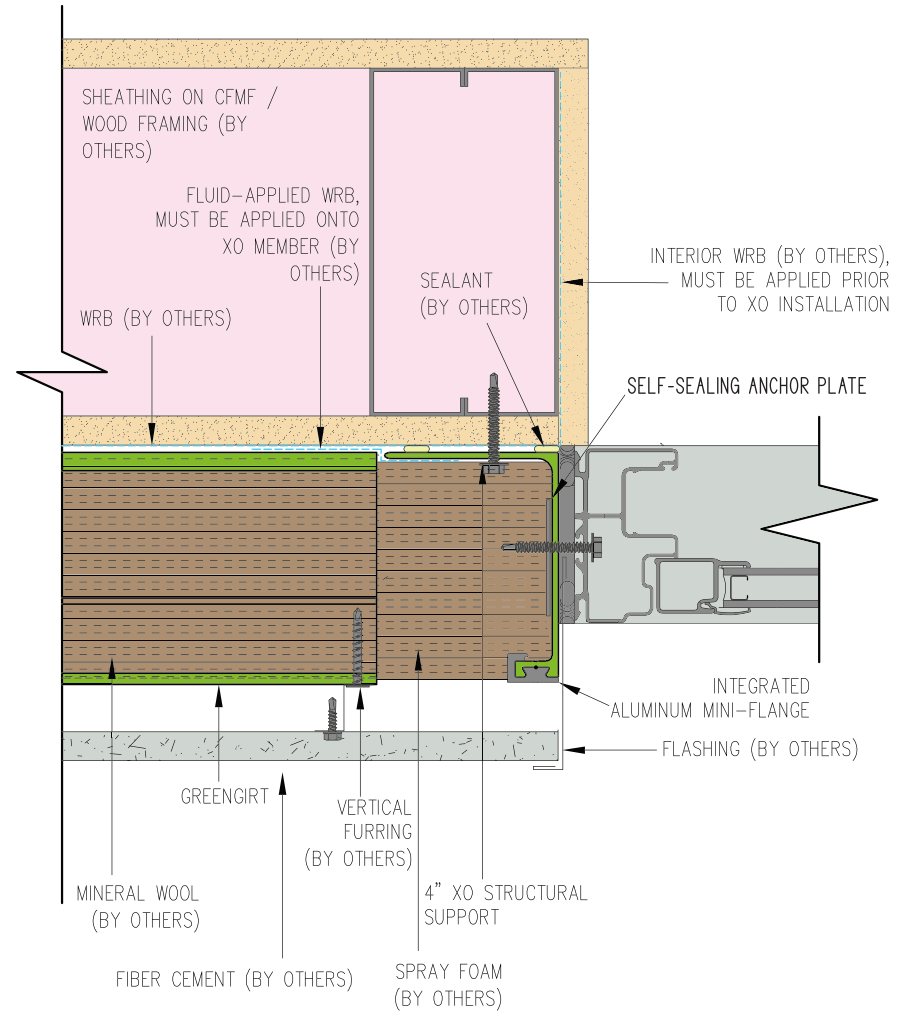 SHEATHING ON CFMF /
WOOD FRAMING (BY
OTHERS)
FLUID-APPLIED WRB,
MUST BE APPLIED ONTO
XO MEMBER (BY
OTHERS)
SEALANT
(BY OTHERS)
INTERIOR WRB (BY OTHERS),
MUST BE APPLIED PRIOR
TO XO INSTALLATION
WRB (BY OTHERS)
SELF-SEALING ANCHOR PLATE
INTEGRATED
ALUMINUM MINI-FLANGE
FLASHING (BY OTHERS)
GREENGIRT
VERTICAL
FURRING
(BY OTHERS)
MINERAL WOOL
(BY OTHERS)
4" XO STRUCTURAL
SUPPORT
FIBER CEMENT (BY OTHERS)
SPRAY FOAM
(BY OTHERS)